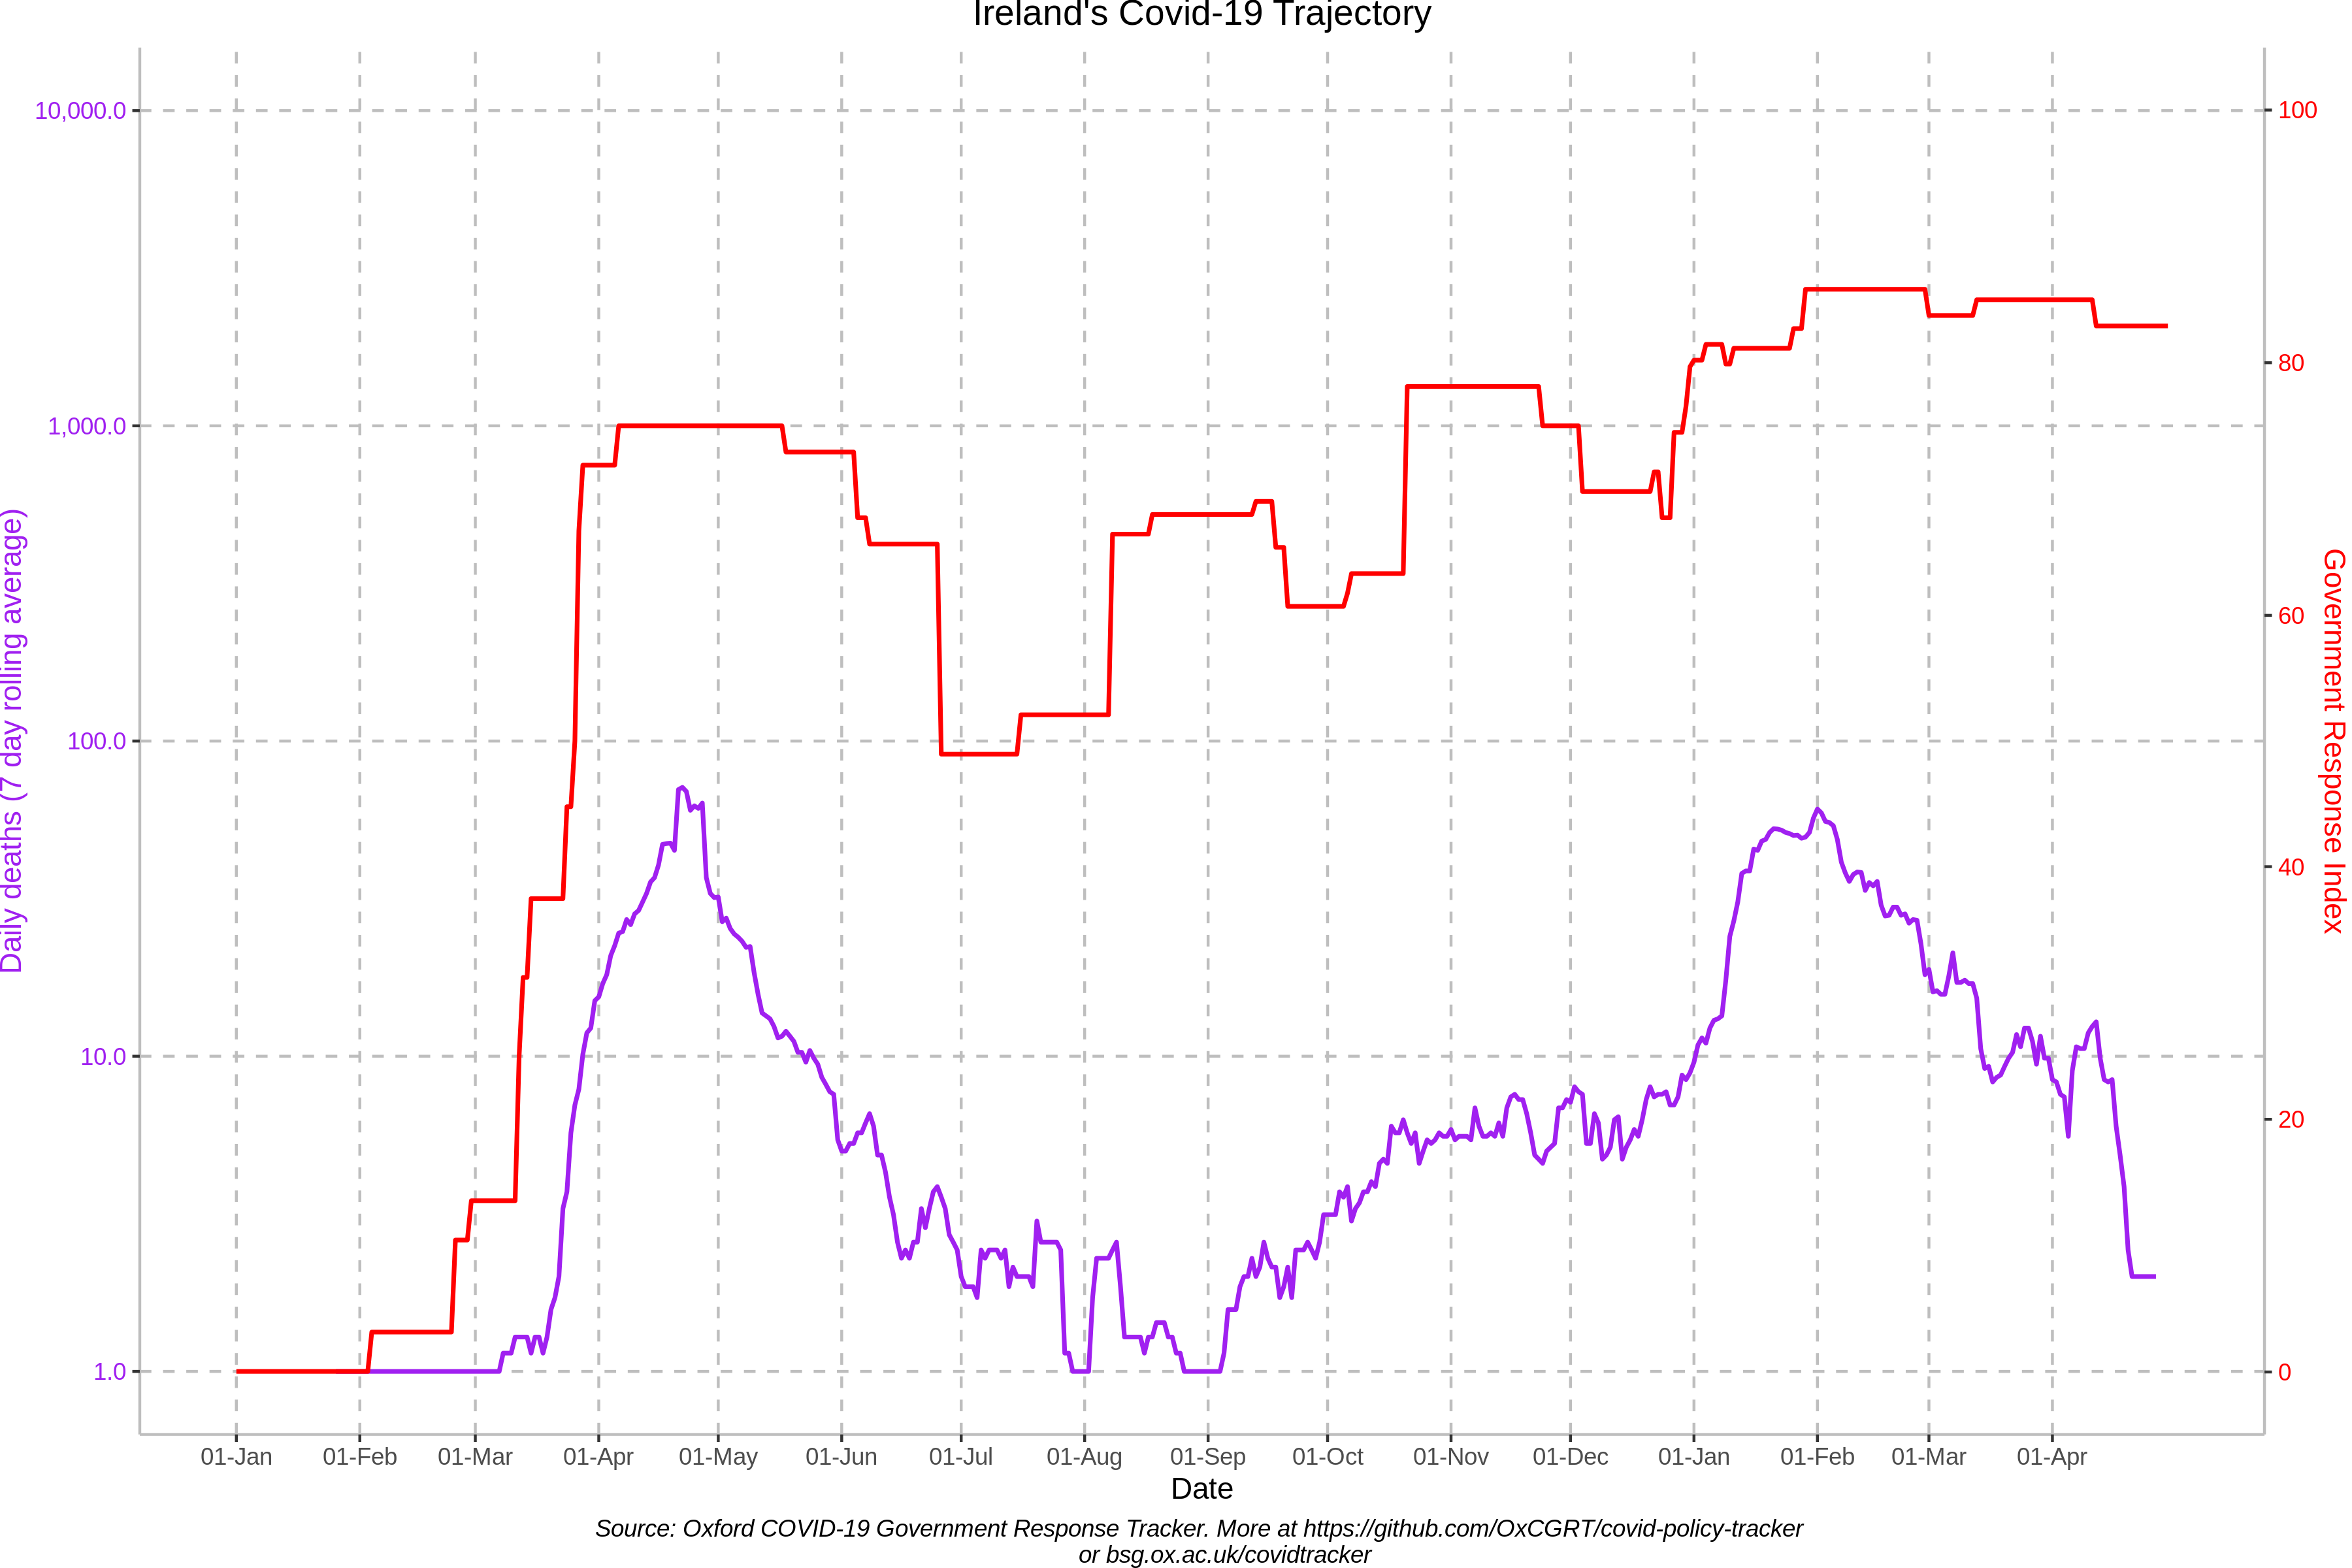 Ireland's Covid-19 Trajectory
10,000.0
1,000.0
100.0
10.0
1.0
Daily deaths (7 day rolling average)
100
80
60
40
20
0
Government Response Index
01-Jan 01-Feb 01-Mar 01-Apr 01-May 01-Jun 01-Jul 01-Aug 01-Sep 01-Oct 01-Nov 01-Dec 01-Jan 01-Feb 01-Mar 01-Apr
Date
Source: Oxford COVID-19 Government Response Tracker. More at https://github.com/OxCGRT/covid-policy-tracker
or bsg.ox.ac.uk/covidtracker